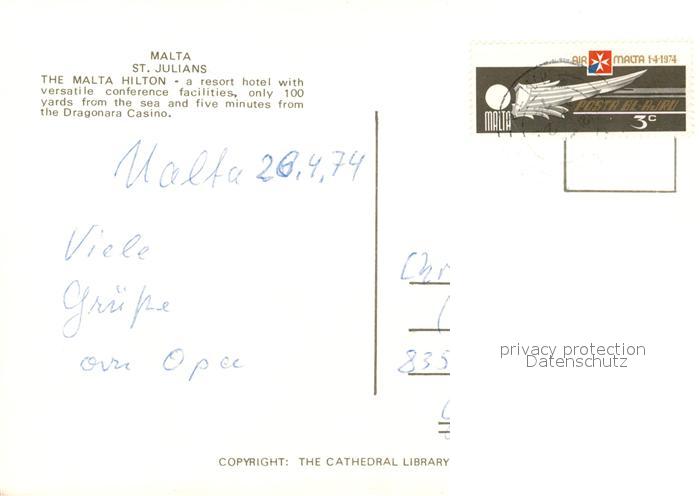 MALTA
ST. JULIANS
THE MALTA HILTON - a resort hotel with
versatile conference facilities, only 100
yards from the sea and five minutes from
the Dragonara Casino.
AIR MALTA 1·4·1974
POSTA BL-AJRU
MALTA 3c
Malta 26.4.74
Viele
Grüße
Opa
Chr
835
privacy protection
Datenschutz
COPYRIGHT: THE CATHEDRAL LIBRARY